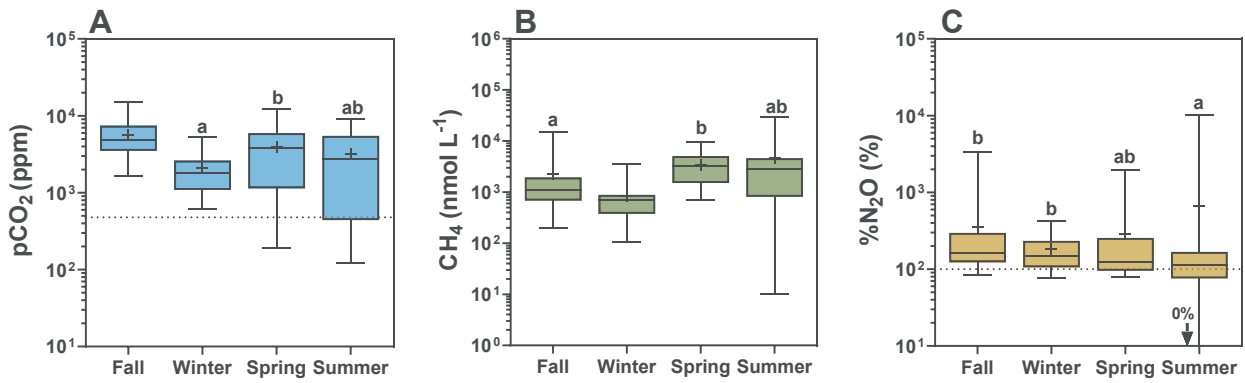 A
B
C
pCO₂ (ppm)
10⁵
10⁴
10³
10²
10¹
a
b
ab
Fall Winter Spring Summer
CH₄ (nmol L⁻¹)
10⁶
10⁵
10⁴
10³
10²
10¹
10⁰
a
b
ab
Fall Winter Spring Summer
%N₂O (%)
10⁵
10⁴
10³
10²
10¹
b
b
ab
a
0%
Fall Winter Spring Summer